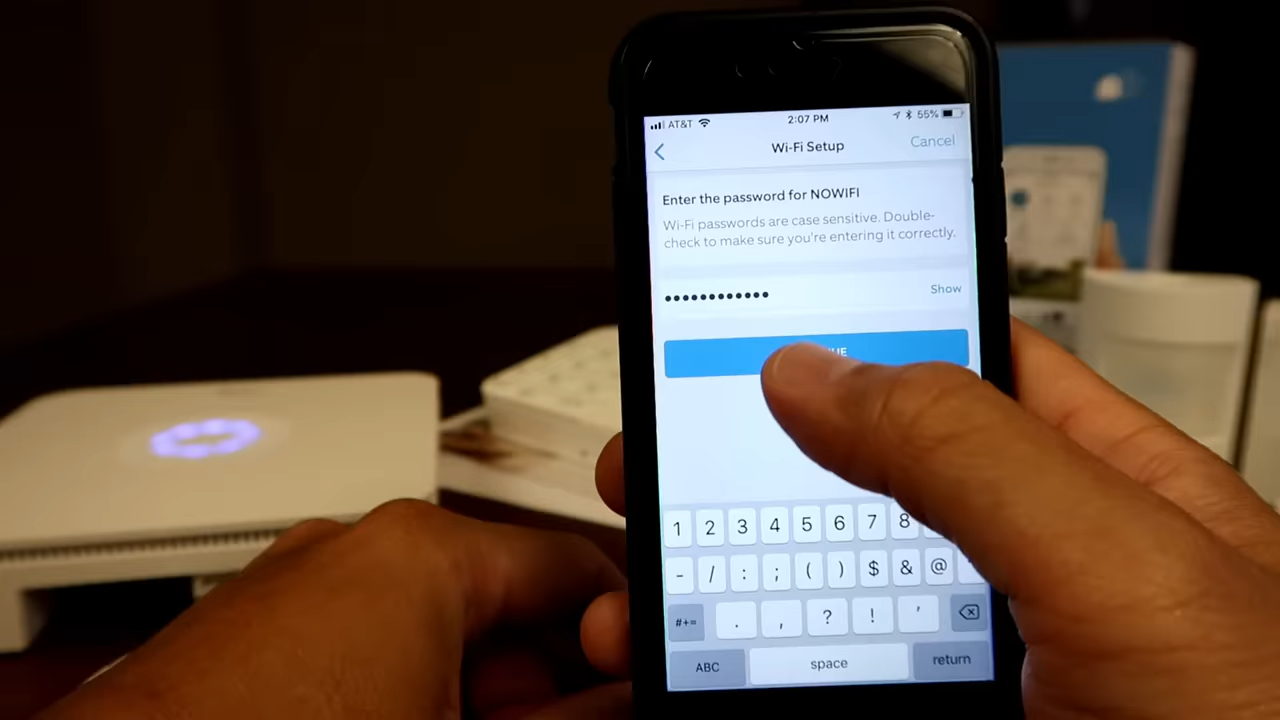 AT&T 2:07 PM 55%
Wi-Fi Setup Cancel
Enter the password for NOWIFI
Wi-Fi passwords are case sensitive. Double-
check to make sure you're entering it correctly.
•••••••••••• Show
UE
1 2 3 4 5 6 7 8
- / : ; ( ) $ & @
#+= . , ? ! '
ABC space return